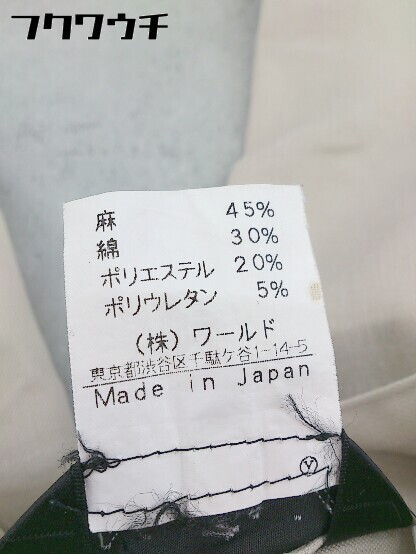 フクワウチ
麻 45%
綿 30%
ポリエステル 20%
ポリウレタン 5%
(株) ワールド
東京都渋谷区千駄ケ谷1-14-5
Made in Japan
V